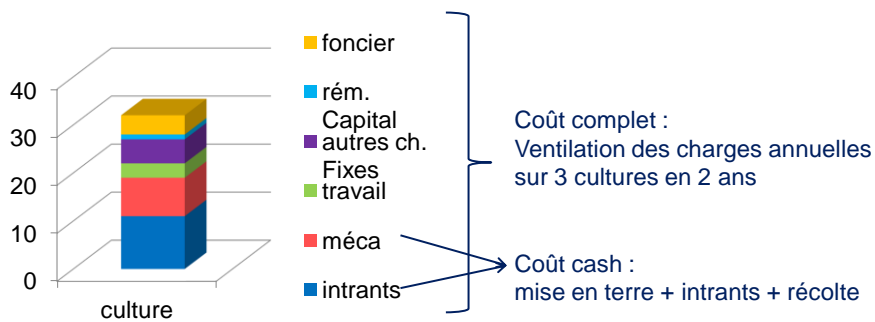 40
30
20
10
0
culture
foncier
rém.
Capital
autres ch.
Fixes
travail
méca
intrants
Coût complet :
Ventilation des charges annuelles
sur 3 cultures en 2 ans
Coût cash :
mise en terre + intrants + récolte